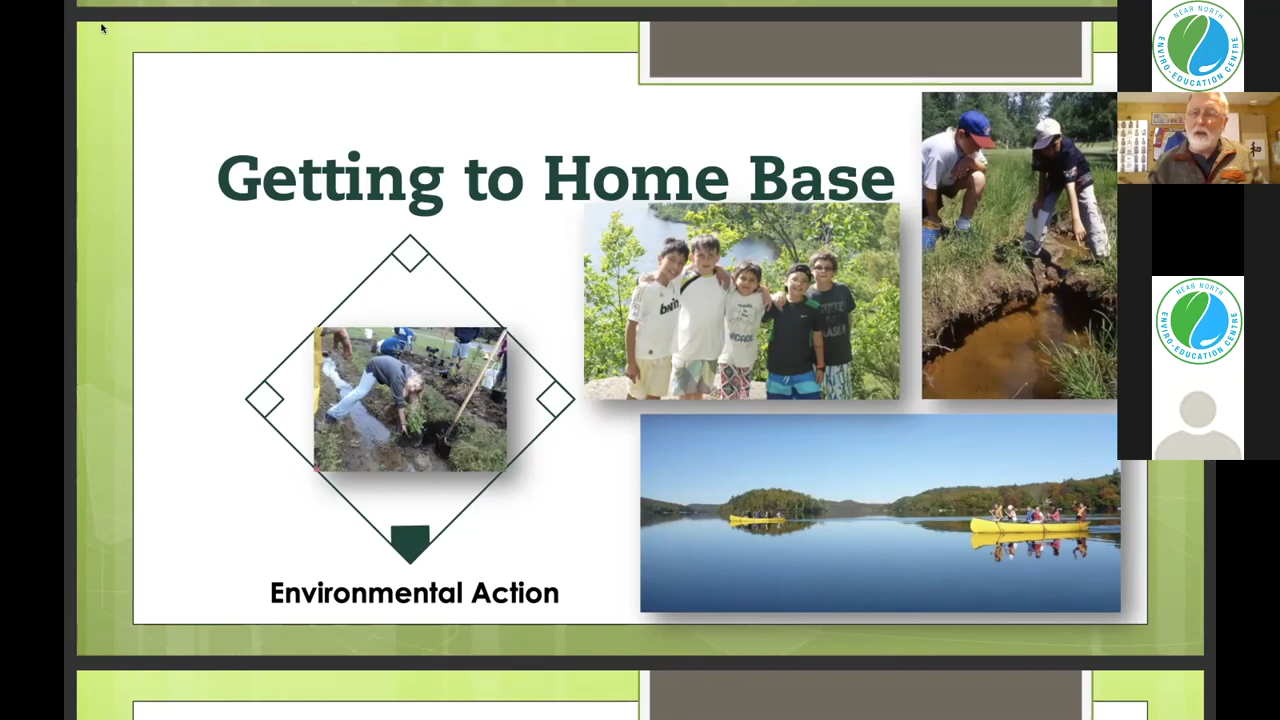 Getting to Home Base
Environmental Action
NEAR NORTH
ENVIRO-EDUCATION CENTRE
NEAR NORTH
ENVIRO-EDUCATION CENTRE